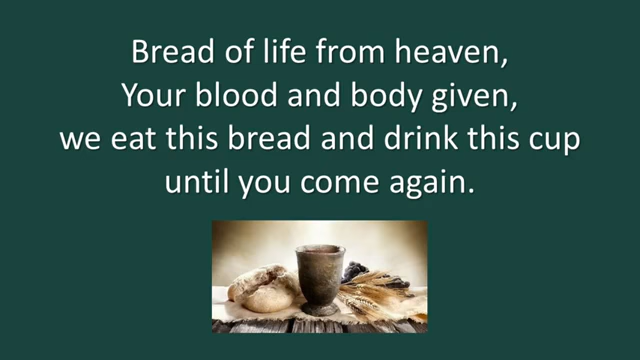 Bread of life from heaven,
Your blood and body given,
we eat this bread and drink this cup
until you come again.